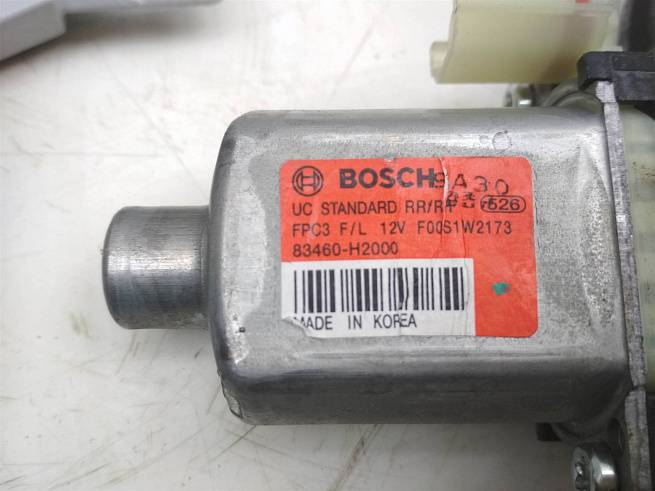 BOSCH 9A30
UC STANDARD RR/RH
526
FPC3 F/L 12V F00S1W2173
83460-H2000
MADE IN KOREA